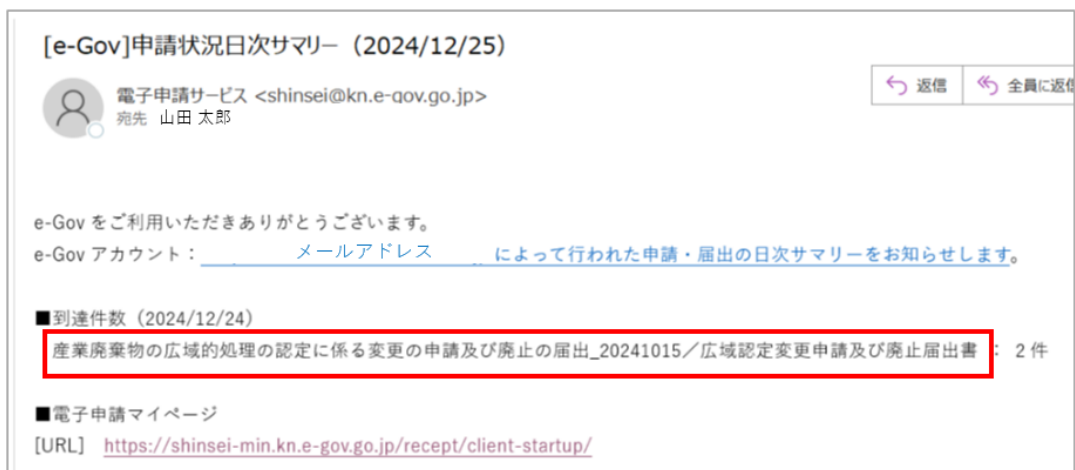 [e-Gov]申請状況日次サマリー（2024/12/25）
電子申請サービス <shinsei@kn.e-gov.go.jp>
宛先 山田 太郎
返信 全員に返信
e-Gov をご利用いただきありがとうございます。
e-Gov アカウント： メールアドレス によって行われた申請・届出の日次サマリーをお知らせします。
■到達件数（2024/12/24）
産業廃棄物の広域的処理の認定に係る変更の申請及び廃止の届出_20241015／広域認定変更申請及び廃止届出書 ： 2 件
■電子申請マイページ
[URL] https://shinsei-min.kn.e-gov.go.jp/recept/client-startup/